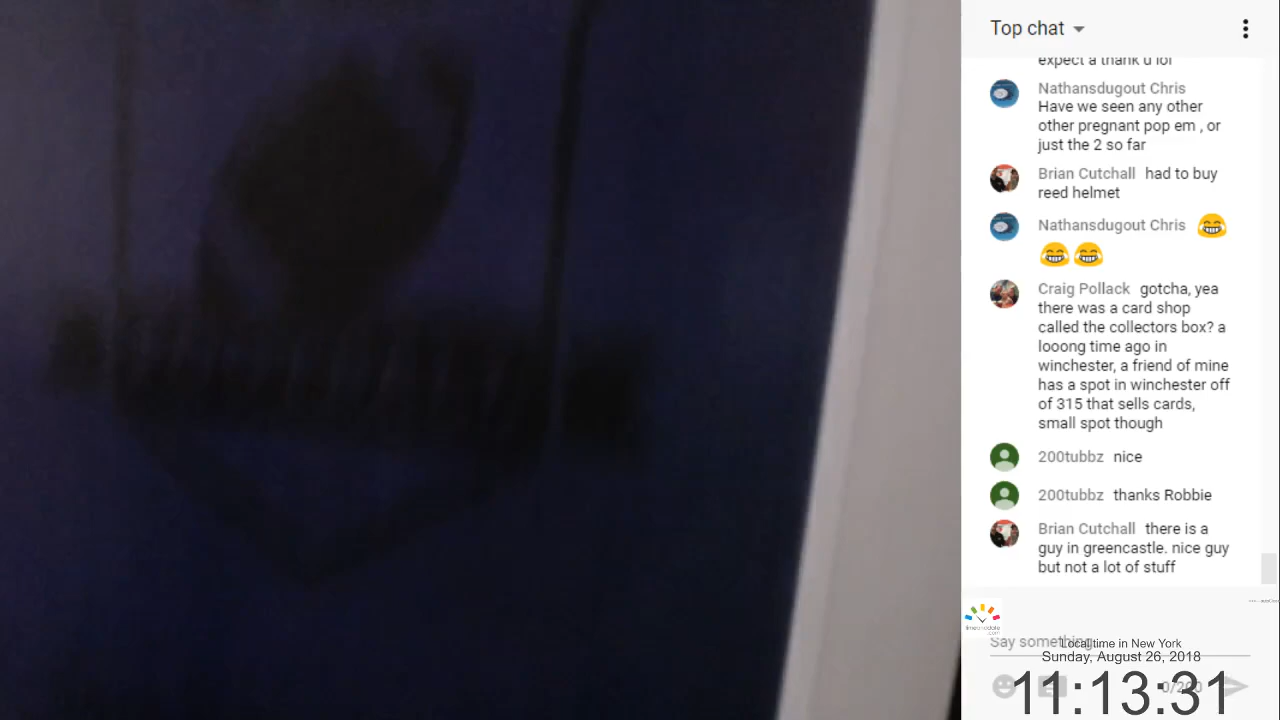 Top chat
expect a thank u lol
Nathansdugout Chris
Have we seen any other
other pregnant pop em , or
just the 2 so far
Brian Cutchall had to buy
reed helmet
Nathansdugout Chris
Craig Pollack gotcha, yea
there was a card shop
called the collectors box? a
looong time ago in
winchester, a friend of mine
has a spot in winchester off
of 315 that sells cards,
small spot though
200tubbz nice
200tubbz thanks Robbie
Brian Cutchall there is a
guy in greencastle. nice guy
but not a lot of stuff
timeanddate
.com
Say something...
Local time in New York
Sunday, August 26, 2018
0/200
11:13:31